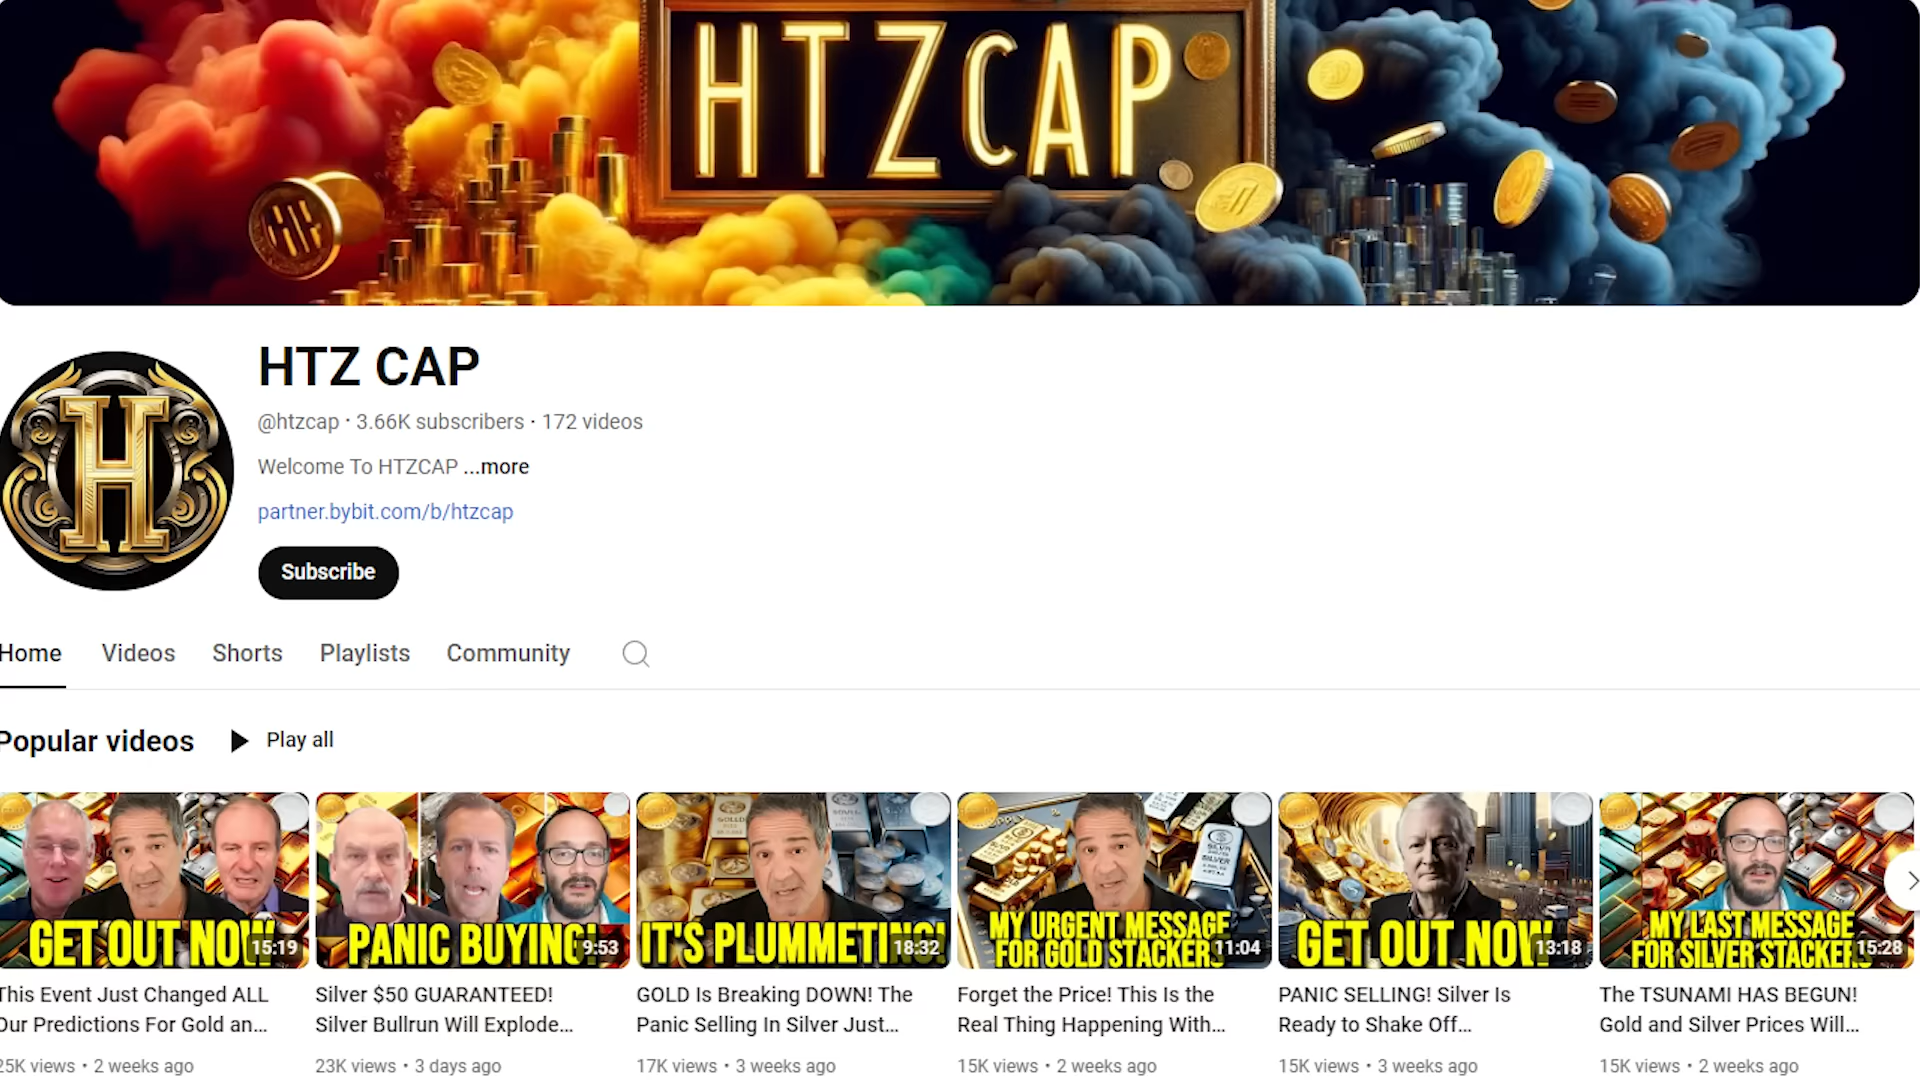 HTZCAP
H
HTZ CAP
@htzcap · 3.66K subscribers · 172 videos
Welcome To HTZCAP ...more
partner.bybit.com/b/htzcap
Subscribe
Home Videos Shorts Playlists Community
Popular videos Play all
GET OUT NOW
15:19
This Event Just Changed ALL
Our Predictions For Gold an...
25K views · 2 weeks ago
PANIC BUYING!
9:53
Silver $50 GUARANTEED!
Silver Bullrun Will Explode...
23K views · 3 days ago
IT'S PLUMMETING!
18:32
GOLD Is Breaking DOWN! The
Panic Selling In Silver Just...
17K views · 3 weeks ago
MY URGENT MESSAGE
FOR GOLD STACKERS
11:04
Forget the Price! This Is the
Real Thing Happening With...
15K views · 2 weeks ago
GET OUT NOW
13:18
PANIC SELLING! Silver Is
Ready to Shake Off...
15K views · 3 weeks ago
MY LAST MESSAGE
FOR SILVER STACKERS
15:28
The TSUNAMI HAS BEGUN!
Gold and Silver Prices Will...
15K views · 2 weeks ago